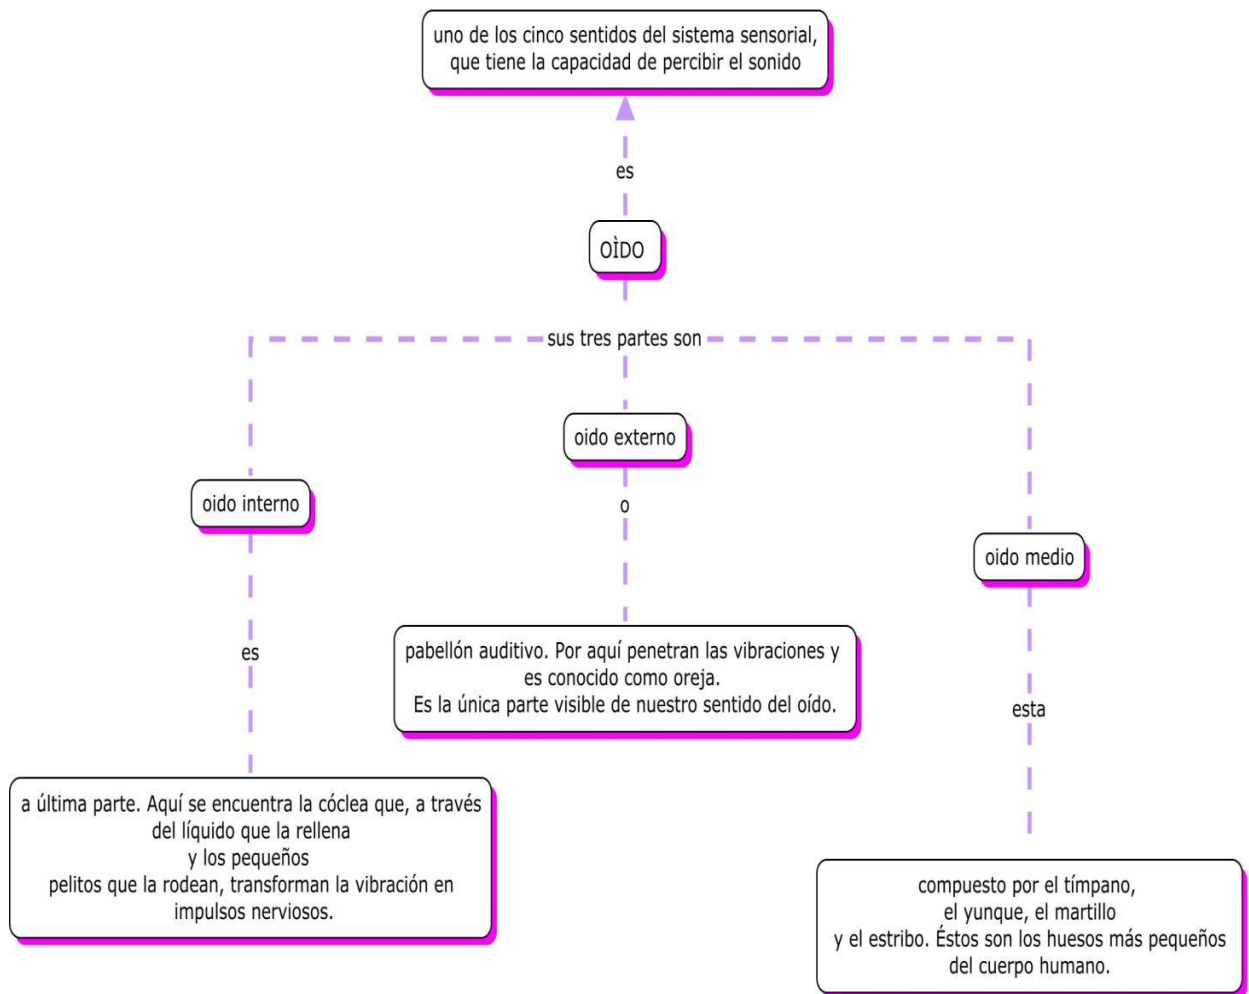 uno de los cinco sentidos del sistema sensorial,
que tiene la capacidad de percibir el sonido
es
OÌDO
sus tres partes son
oido interno
es
a última parte. Aquí se encuentra la cóclea que, a través
del líquido que la rellena
y los pequeños
pelitos que la rodean, transforman la vibración en
impulsos nerviosos.
oido externo
o
pabellón auditivo. Por aquí penetran las vibraciones y
es conocido como oreja.
Es la única parte visible de nuestro sentido del oído.
oido medio
esta
compuesto por el tímpano,
el yunque, el martillo
y el estribo. Éstos son los huesos más pequeños
del cuerpo humano.